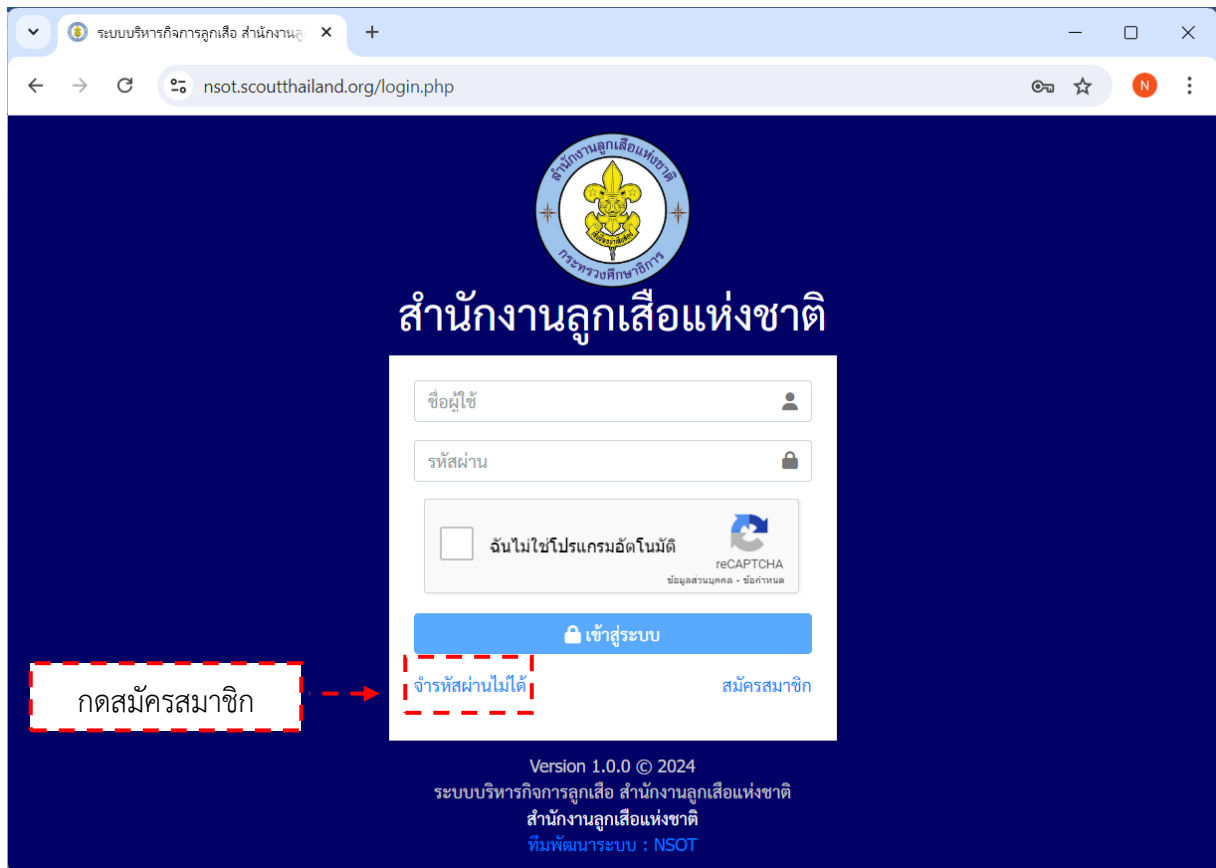 ระบบบริหารกิจการลูกเสือ สำนักงานลู
nsot.scoutthailand.org/login.php
N
สำนักงานลูกเสือแห่งชาติ
กระทรวงศึกษาธิการ
สำนักงานลูกเสือแห่งชาติ
ชื่อผู้ใช้
รหัสผ่าน
ฉันไม่ใช่โปรแกรมอัตโนมัติ
reCAPTCHA
ข้อมูลส่วนบุคคล - ข้อกำหนด
เข้าสู่ระบบ
กดสมัครสมาชิก
จำรหัสผ่านไม่ได้ สมัครสมาชิก
Version 1.0.0 © 2024
ระบบบริหารกิจการลูกเสือ สำนักงานลูกเสือแห่งชาติ
สำนักงานลูกเสือแห่งชาติ
ทีมพัฒนาระบบ : NSOT